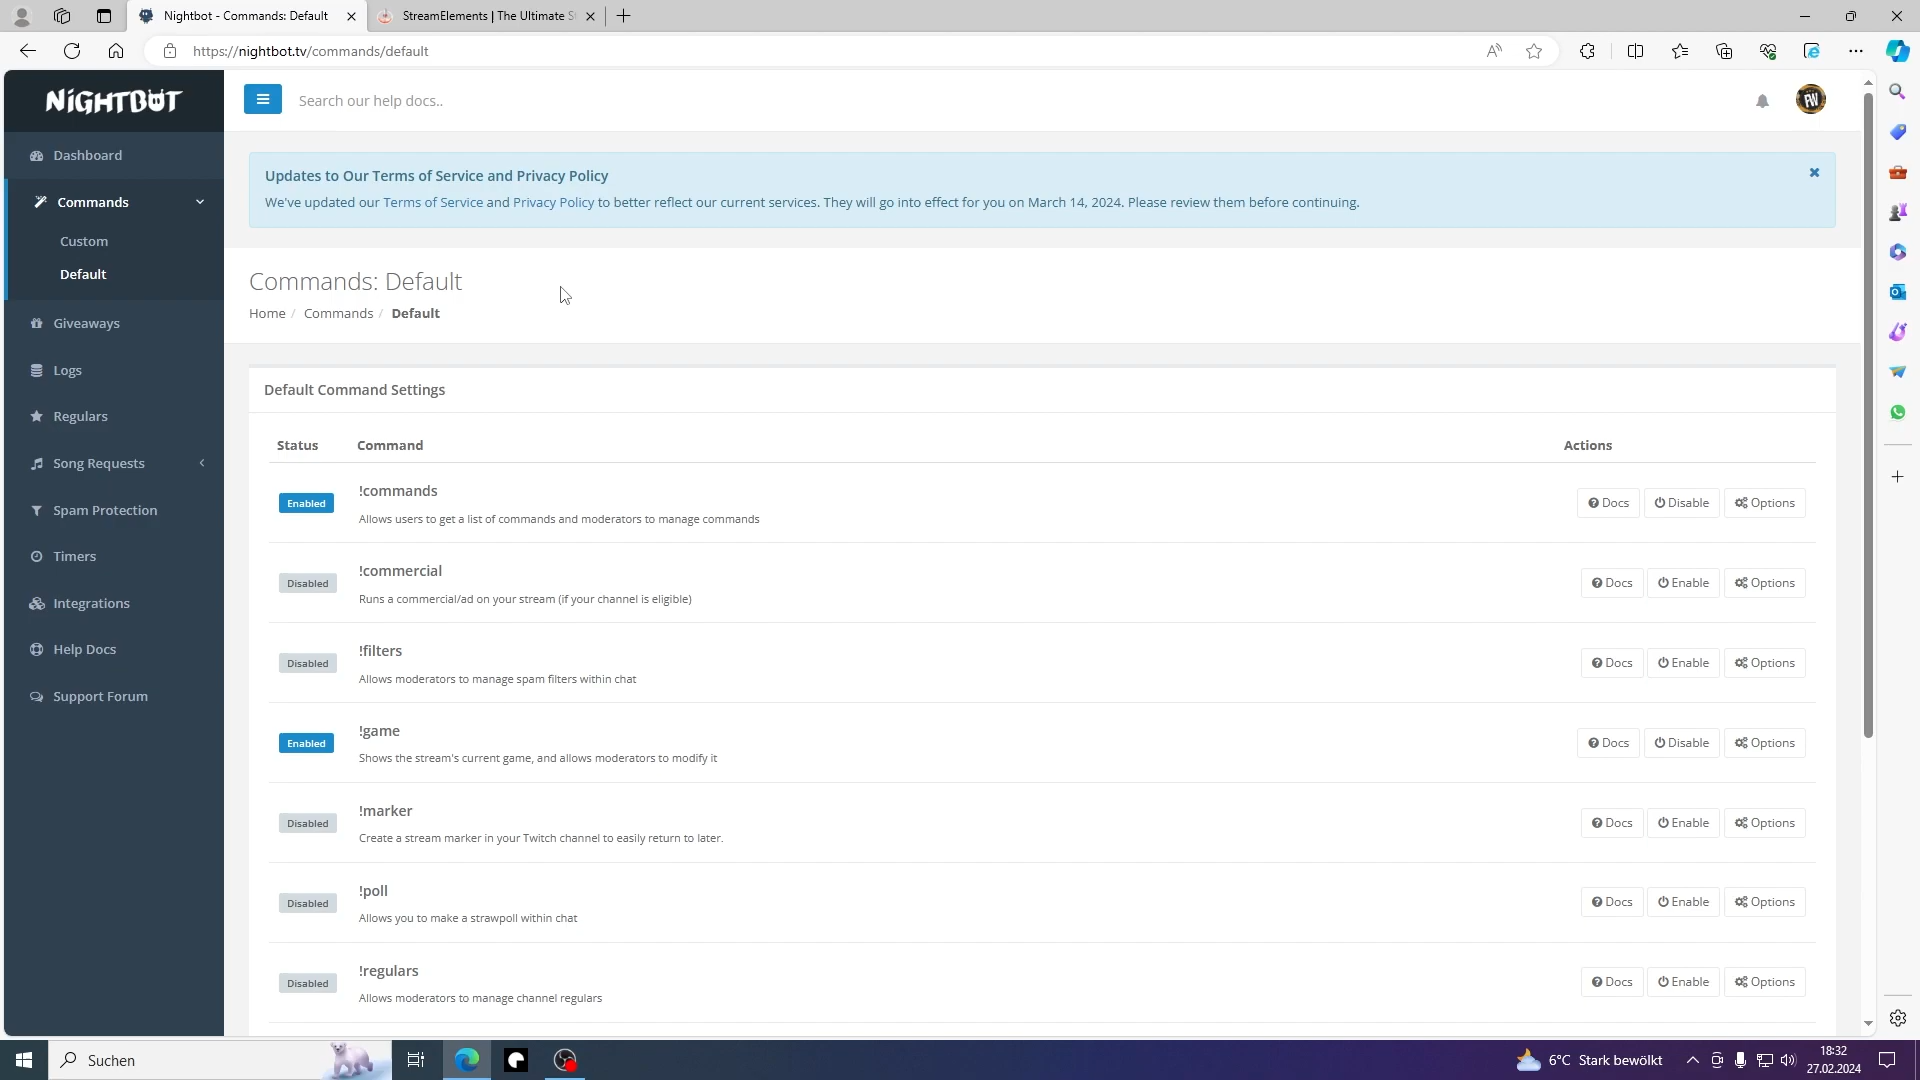 Nightbot - Commands: Default
StreamElements | The Ultimate S
https://nightbot.tv/commands/default
NIGHTBOT
Search our help docs..
PW
Dashboard
Commands
Custom
Default
Giveaways
Logs
Regulars
Song Requests
Spam Protection
Timers
Integrations
Help Docs
Support Forum
Updates to Our Terms of Service and Privacy Policy
We've updated our Terms of Service and Privacy Policy to better reflect our current services. They will go into effect for you on March 14, 2024. Please review them before continuing.
Commands: Default
Home / Commands / Default
Default Command Settings
Status Command Actions
Enabled !commands Docs Disable Options
Allows users to get a list of commands and moderators to manage commands
Disabled !commercial Docs Enable Options
Runs a commercial/ad on your stream (if your channel is eligible)
Disabled !filters Docs Enable Options
Allows moderators to manage spam filters within chat
Enabled !game Docs Disable Options
Shows the stream's current game, and allows moderators to modify it
Disabled !marker Docs Enable Options
Create a stream marker in your Twitch channel to easily return to later.
Disabled !poll Docs Enable Options
Allows you to make a strawpoll within chat
Disabled !regulars Docs Enable Options
Allows moderators to manage channel regulars
Suchen
6°C Stark bewölkt
18:32
27.02.2024